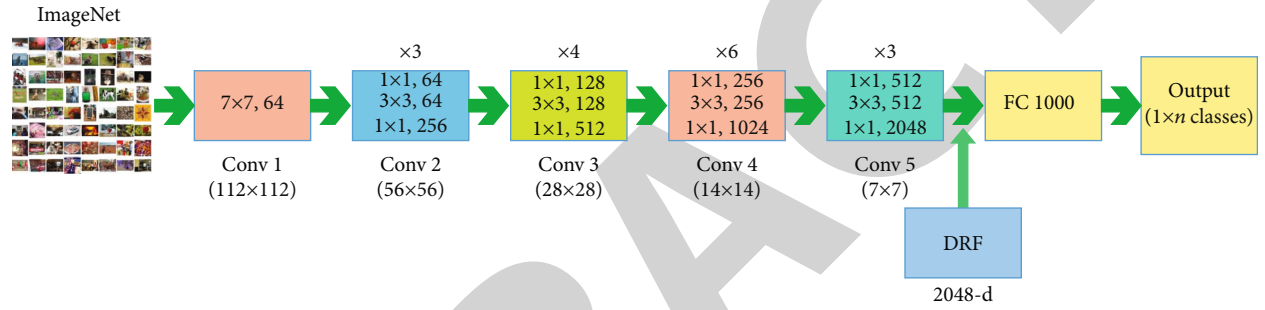 ImageNet
7×7, 64
Conv 1
(112×112)
×3
1×1, 64
3×3, 64
1×1, 256
Conv 2
(56×56)
×4
1×1, 128
3×3, 128
1×1, 512
Conv 3
(28×28)
×6
1×1, 256
3×3, 256
1×1, 1024
Conv 4
(14×14)
×3
1×1, 512
3×3, 512
1×1, 2048
Conv 5
(7×7)
FC 1000
Output
(1×n classes)
DRF
2048-d